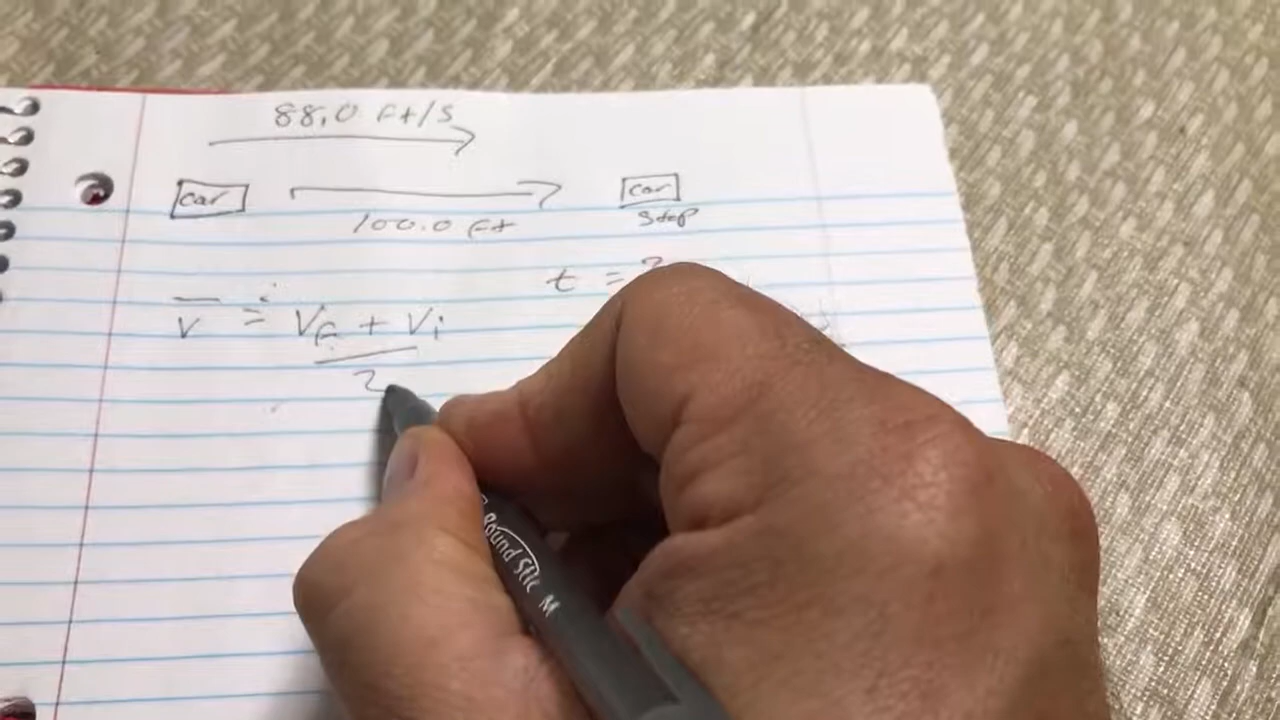 88.0 ft/s
car
100.0 ft
car
stop
t = ?
v̅ = Vf + Vi
2
Round Stic M